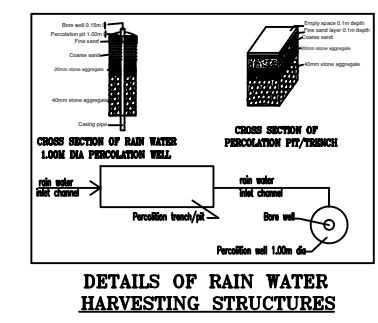 Bore well 0.15m
Percolation pit 1.00m
Fine sand
Coarse sand
20mm stone aggregate
40mm stone aggregate
Casing pipe
CROSS SECTION OF RAIN WATER
1.00M DIA PERCOLATION WELL
Empty space 0.1m depth
Fine sand layer 0.1m depth
Coarse sand
20mm stone aggregate
40mm stone aggregate
CROSS SECTION OF
PERCOLATION PIT/TRENCH
rain water
inlet channel
Percolition trench/pit
rain water
inlet channel
Bore well
Percolition well 1.00m dia
DETAILS OF RAIN WATER
HARVESTING STRUCTURES